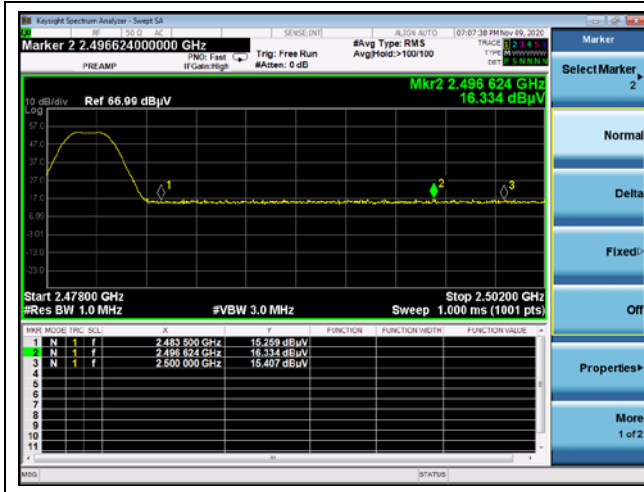 Keysight Spectrum Analyzer - Swept SA
RF 50 Ω AC SENSE:INT ALIGN AUTO 07:07:38 PM Nov 09, 2020
Marker 2 2.496624000000 GHz
PREAMP
PNO: Fast
IFGain:High
Trig: Free Run
#Atten: 0 dB
#Avg Type: RMS
Avg|Hold:>100/100
TRACE 1 2 3 4 5 6
TYPE M W W W W W
DET P S N N N N
Mkr2 2.496 624 GHz
16.334 dBµV
10 dB/div Ref 66.99 dBµV
Log
57.0
47.0
37.0
27.0
17.0
6.99
-3.01
-13.0
-23.0
1
2
3
Start 2.47800 GHz
Stop 2.50200 GHz
#Res BW 1.0 MHz
#VBW 3.0 MHz
Sweep 1.000 ms (1001 pts)
MKR MODE TRC SCL X Y FUNCTION FUNCTION WIDTH FUNCTION VALUE
1 N 1 f 2.483 500 GHz 15.259 dBµV
2 N 1 f 2.496 624 GHz 16.334 dBµV
3 N 1 f 2.500 000 GHz 15.407 dBµV
4
5
6
7
8
9
10
11
MSG
STATUS
Marker
Select Marker
2
Normal
Delta
Fixed
Off
Properties
More
1 of 2